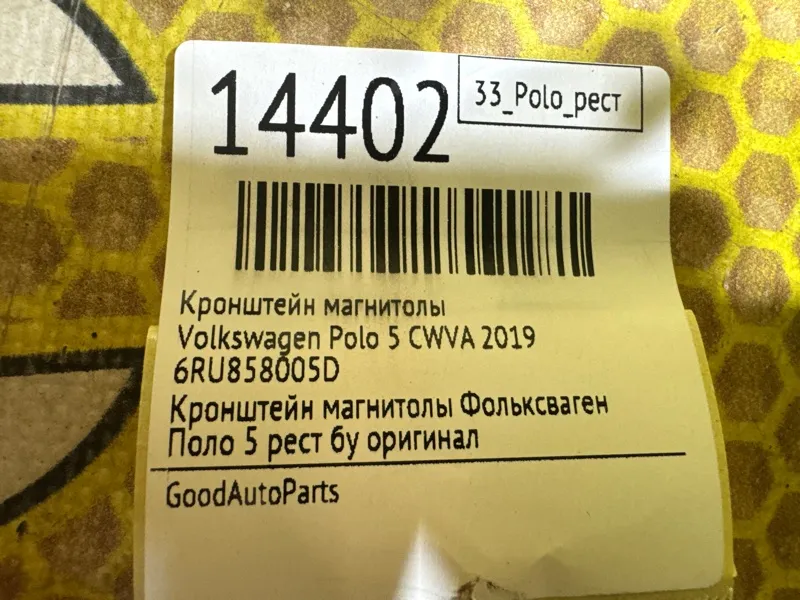 14402
33_Polo_рест
Кронштейн магнитолы
Volkswagen Polo 5 CWVA 2019
6RU858005D
Кронштейн магнитолы Фольксваген
Поло 5 рест бу оригинал
GoodAutoParts